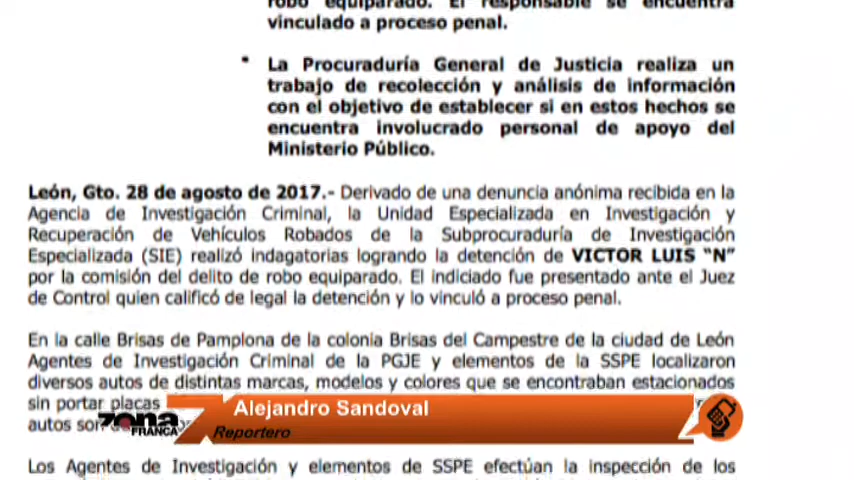 robo equiparado. El responsable se encuentra
vinculado a proceso penal.
* La Procuraduría General de Justicia realiza un
trabajo de recolección y análisis de información
con el objetivo de establecer si en estos hechos se
encuentra involucrado personal de apoyo del
Ministerio Público.
León, Gto. 28 de agosto de 2017.- Derivado de una denuncia anónima recibida en la
Agencia de Investigación Criminal, la Unidad Especializada en Investigación y
Recuperación de Vehículos Robados de la Subprocuraduría de Investigación
Especializada (SIE) realizó indagatorias logrando la detención de VICTOR LUIS "N"
por la comisión del delito de robo equiparado. El indiciado fue presentado ante el Juez
de Control quien calificó de legal la detención y lo vinculó a proceso penal.
En la calle Brisas de Pamplona de la colonia Brisas del Campestre de la ciudad de León
Agentes de Investigación Criminal de la PGJE y elementos de la SSPE localizaron
diversos autos de distintas marcas, modelos y colores que se encontraban estacionados
sin portar placas
autos son
zona
FRANCA
Alejandro Sandoval
Reportero
Los Agentes de Investigación y elementos de SSPE efectúan la inspección de los